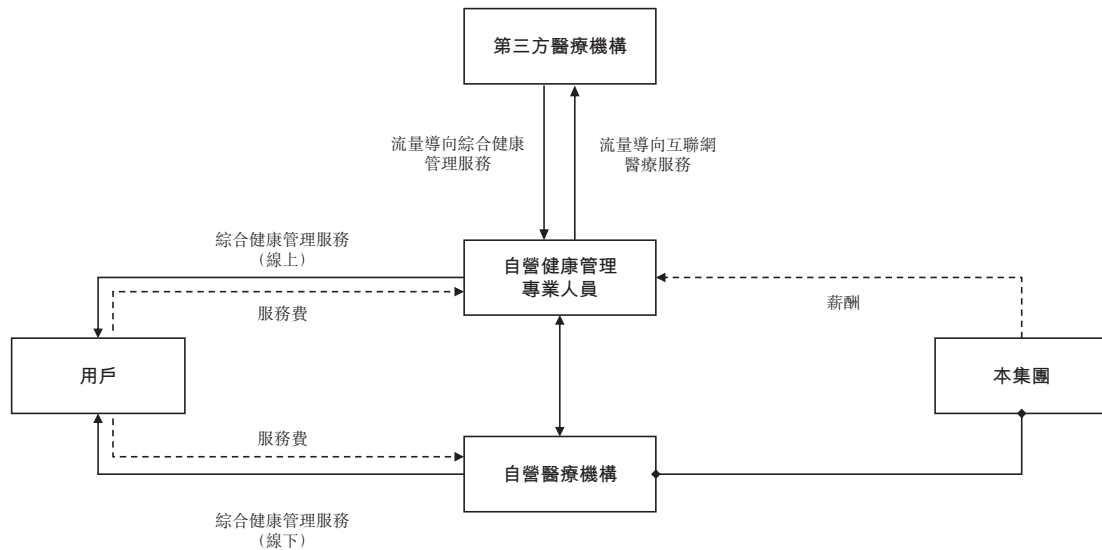 第三方醫療機構
流量導向綜合健康
管理服務
流量導向互聯網
醫療服務
綜合健康管理服務
（線上）
自營健康管理
專業人員
服務費
薪酬
用戶
本集團
服務費
自營醫療機構
綜合健康管理服務
（線下）